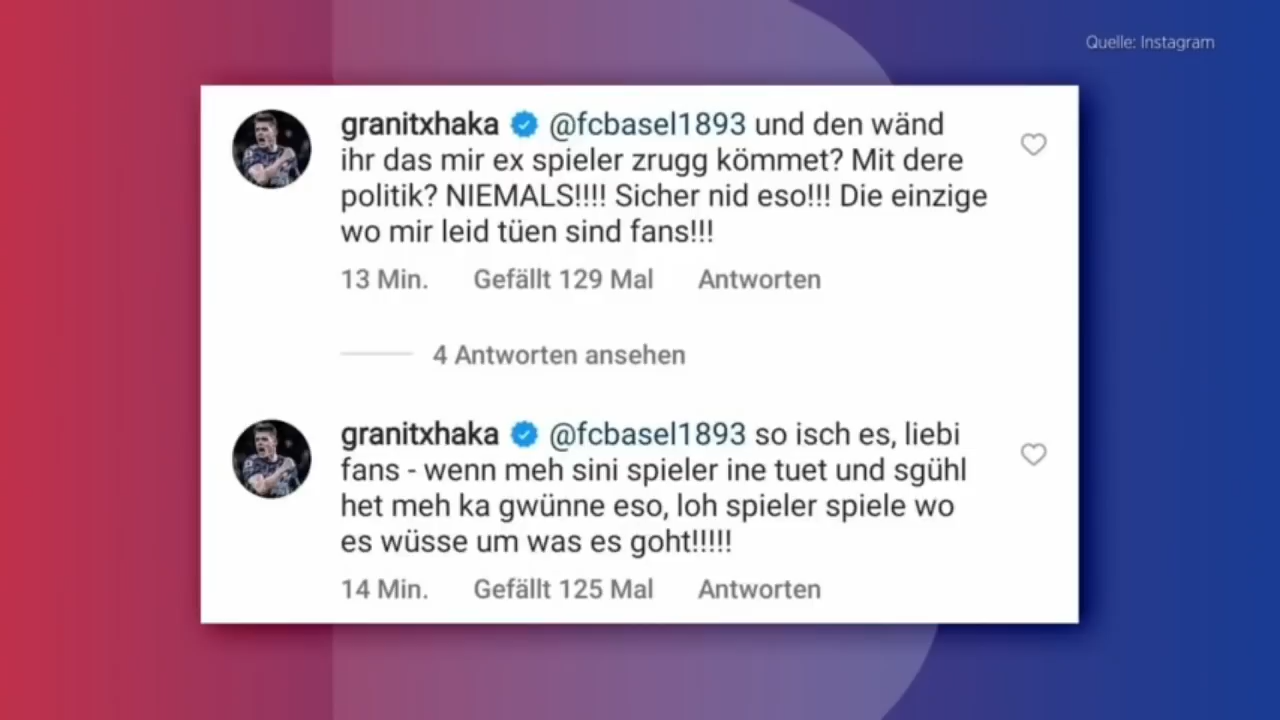 Quelle: Instagram
granitxhaka @fcbasel1893 und den wänd
ihr das mir ex spieler zrugg kömmet? Mit dere
politik? NIEMALS!!!! Sicher nid eso!!! Die einzige
wo mir leid tüen sind fans!!!
13 Min. Gefällt 129 Mal Antworten
4 Antworten ansehen
granitxhaka @fcbasel1893 so isch es, liebi
fans - wenn meh sini spieler ine tuet und sgühl
het meh ka gwünne eso, loh spieler spiele wo
es wüsse um was es goht!!!!!
14 Min. Gefällt 125 Mal Antworten